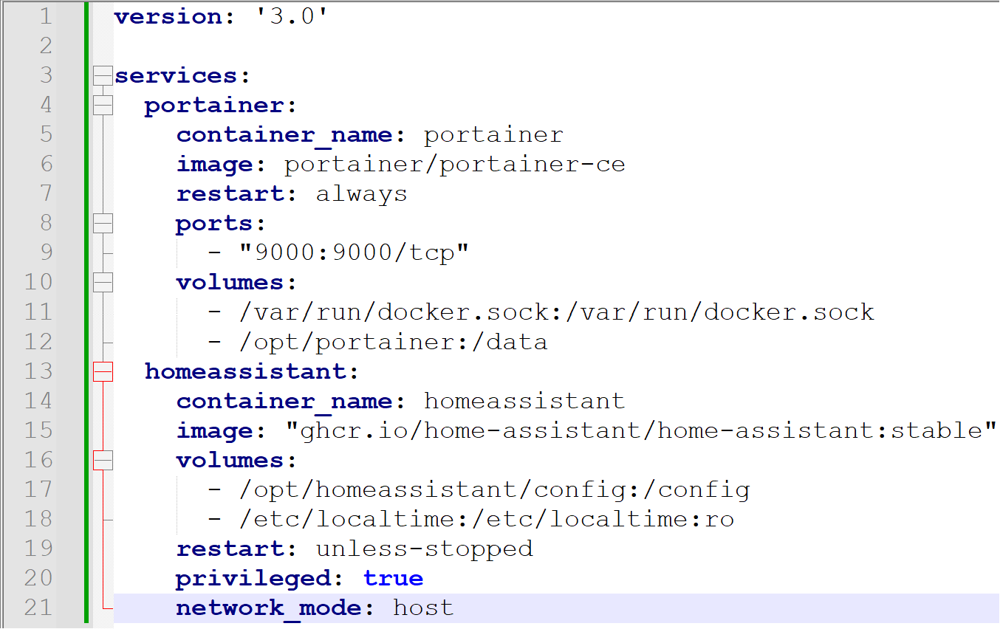 1 version: '3.0'
2
3 services:
4   portainer:
5     container_name: portainer
6     image: portainer/portainer-ce
7     restart: always
8     ports:
9       - "9000:9000/tcp"
10     volumes:
11       - /var/run/docker.sock:/var/run/docker.sock
12       - /opt/portainer:/data
13   homeassistant:
14     container_name: homeassistant
15     image: "ghcr.io/home-assistant/home-assistant:stable"
16     volumes:
17       - /opt/homeassistant/config:/config
18       - /etc/localtime:/etc/localtime:ro
19     restart: unless-stopped
20     privileged: true
21     network_mode: host